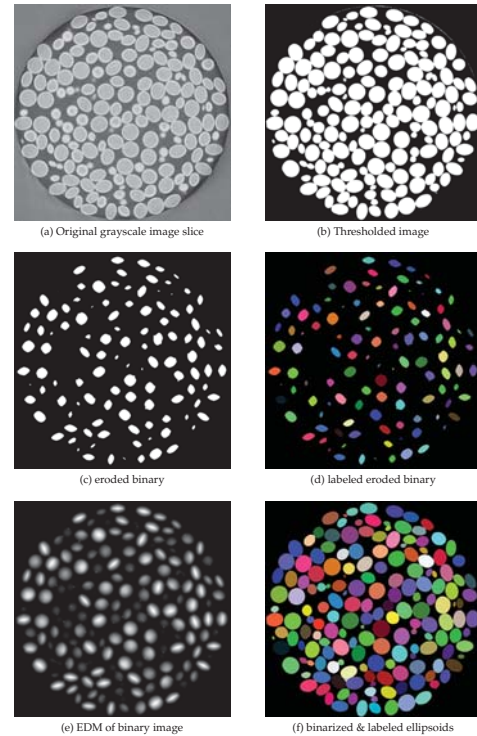 (a) Original grayscale image slice
(b) Thresholded image
(c) eroded binary
(d) labeled eroded binary
(e) EDM of binary image
(f) binarized & labeled ellipsoids